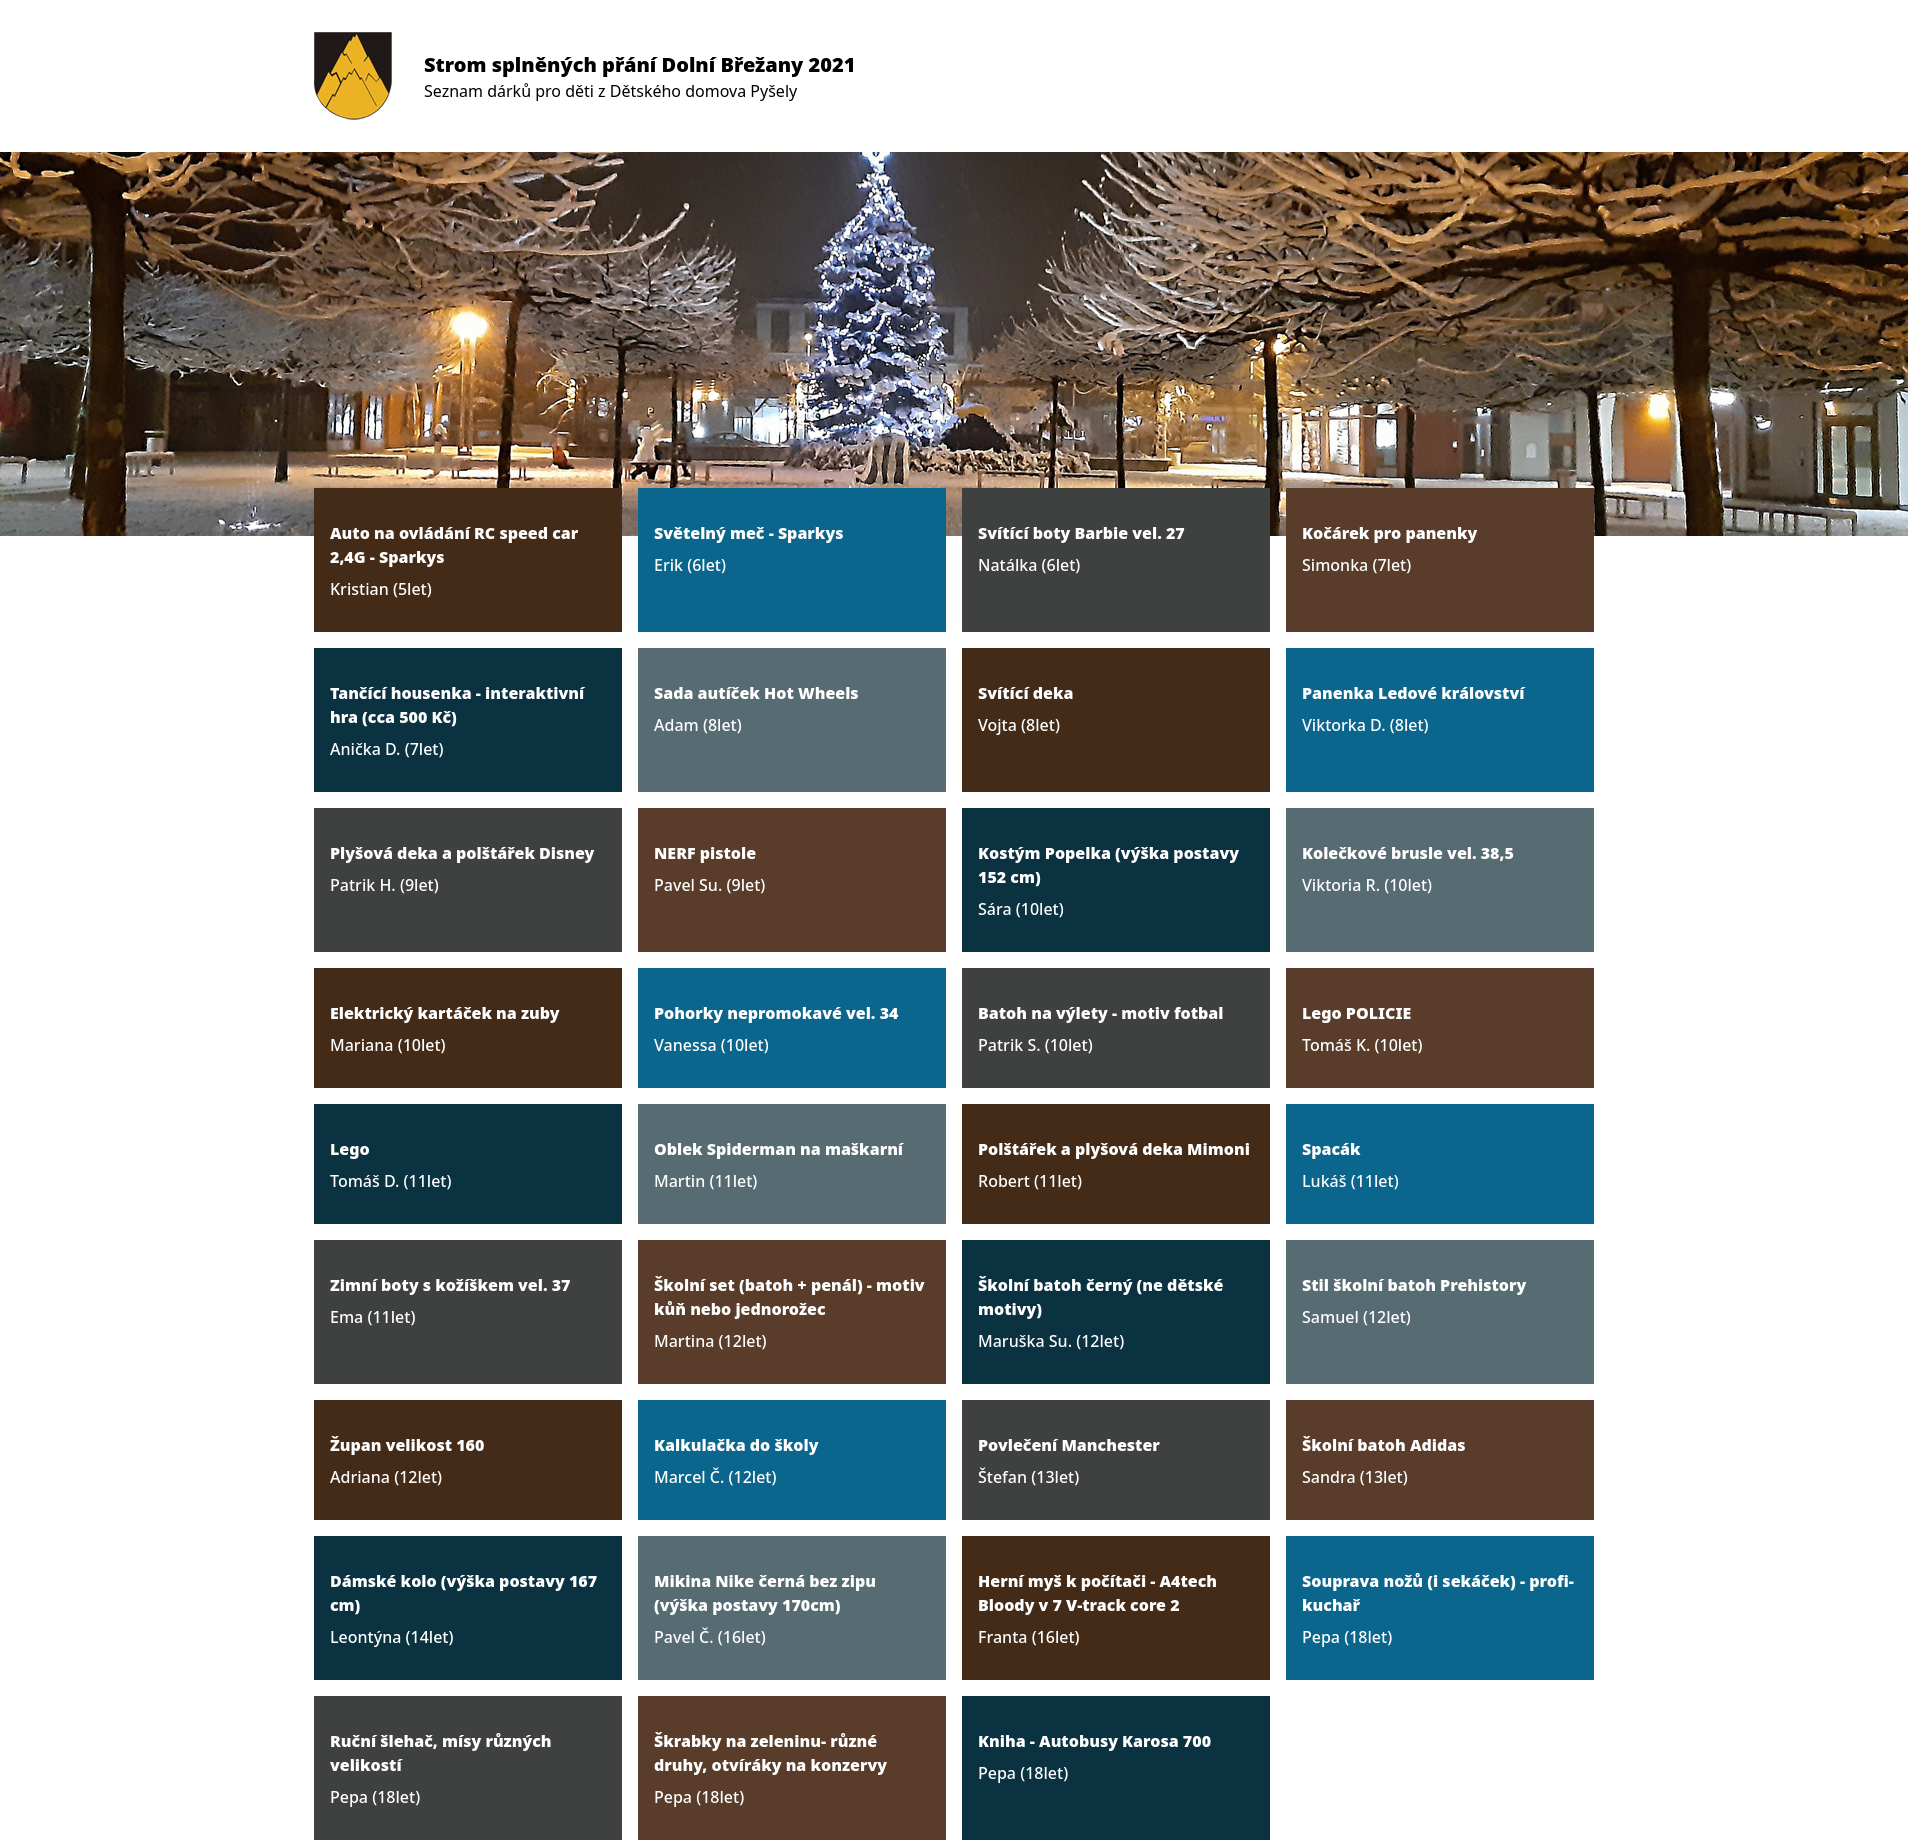 Strom splněných přání Dolní Břežany 2021
Seznam dárků pro děti z Dětského domova Pyšely
Auto na ovládání RC speed car
2,4G - Sparkys
Kristian (5let)
Světelný meč - Sparkys
Erik (6let)
Svítící boty Barbie vel. 27
Natálka (6let)
Kočárek pro panenky
Simonka (7let)
Tančící housenka - interaktivní
hra (cca 500 Kč)
Anička D. (7let)
Sada autíček Hot Wheels
Adam (8let)
Svítící deka
Vojta (8let)
Panenka Ledové království
Viktorka D. (8let)
Plyšová deka a polštářek Disney
Patrik H. (9let)
NERF pistole
Pavel Su. (9let)
Kostým Popelka (výška postavy
152 cm)
Sára (10let)
Kolečkové brusle vel. 38,5
Viktoria R. (10let)
Elektrický kartáček na zuby
Mariana (10let)
Pohorky nepromokavé vel. 34
Vanessa (10let)
Batoh na výlety - motiv fotbal
Patrik S. (10let)
Lego POLICIE
Tomáš K. (10let)
Lego
Tomáš D. (11let)
Oblek Spiderman na maškarní
Martin (11let)
Polštářek a plyšová deka Mimoni
Robert (11let)
Spacák
Lukáš (11let)
Zimní boty s kožíškem vel. 37
Ema (11let)
Školní set (batoh + penál) - motiv
kůň nebo jednorožec
Martina (12let)
Školní batoh černý (ne dětské
motivy)
Maruška Su. (12let)
Stil školní batoh Prehistory
Samuel (12let)
Župan velikost 160
Adriana (12let)
Kalkulačka do školy
Marcel Č. (12let)
Povlečení Manchester
Štefan (13let)
Školní batoh Adidas
Sandra (13let)
Dámské kolo (výška postavy 167
cm)
Leontýna (14let)
Mikina Nike černá bez zipu
(výška postavy 170cm)
Pavel Č. (16let)
Herní myš k počítači - A4tech
Bloody v 7 V-track core 2
Franta (16let)
Souprava nožů (i sekáček) - profi-
kuchař
Pepa (18let)
Ruční šlehač, mísy různých
velikostí
Pepa (18let)
Škrabky na zeleninu- různé
druhy, otvíráky na konzervy
Pepa (18let)
Kniha - Autobusy Karosa 700
Pepa (18let)